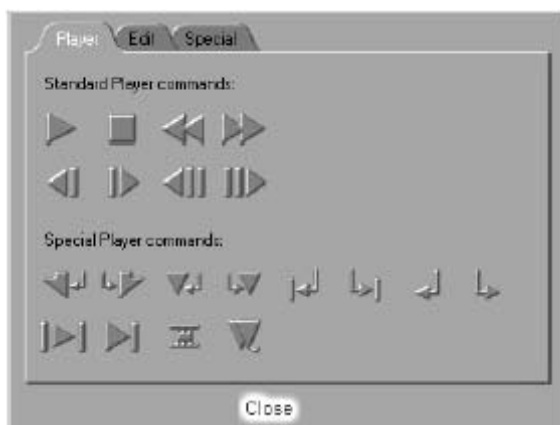 Player Edit Special
Standard Player commands:
Special Player commands:
Close